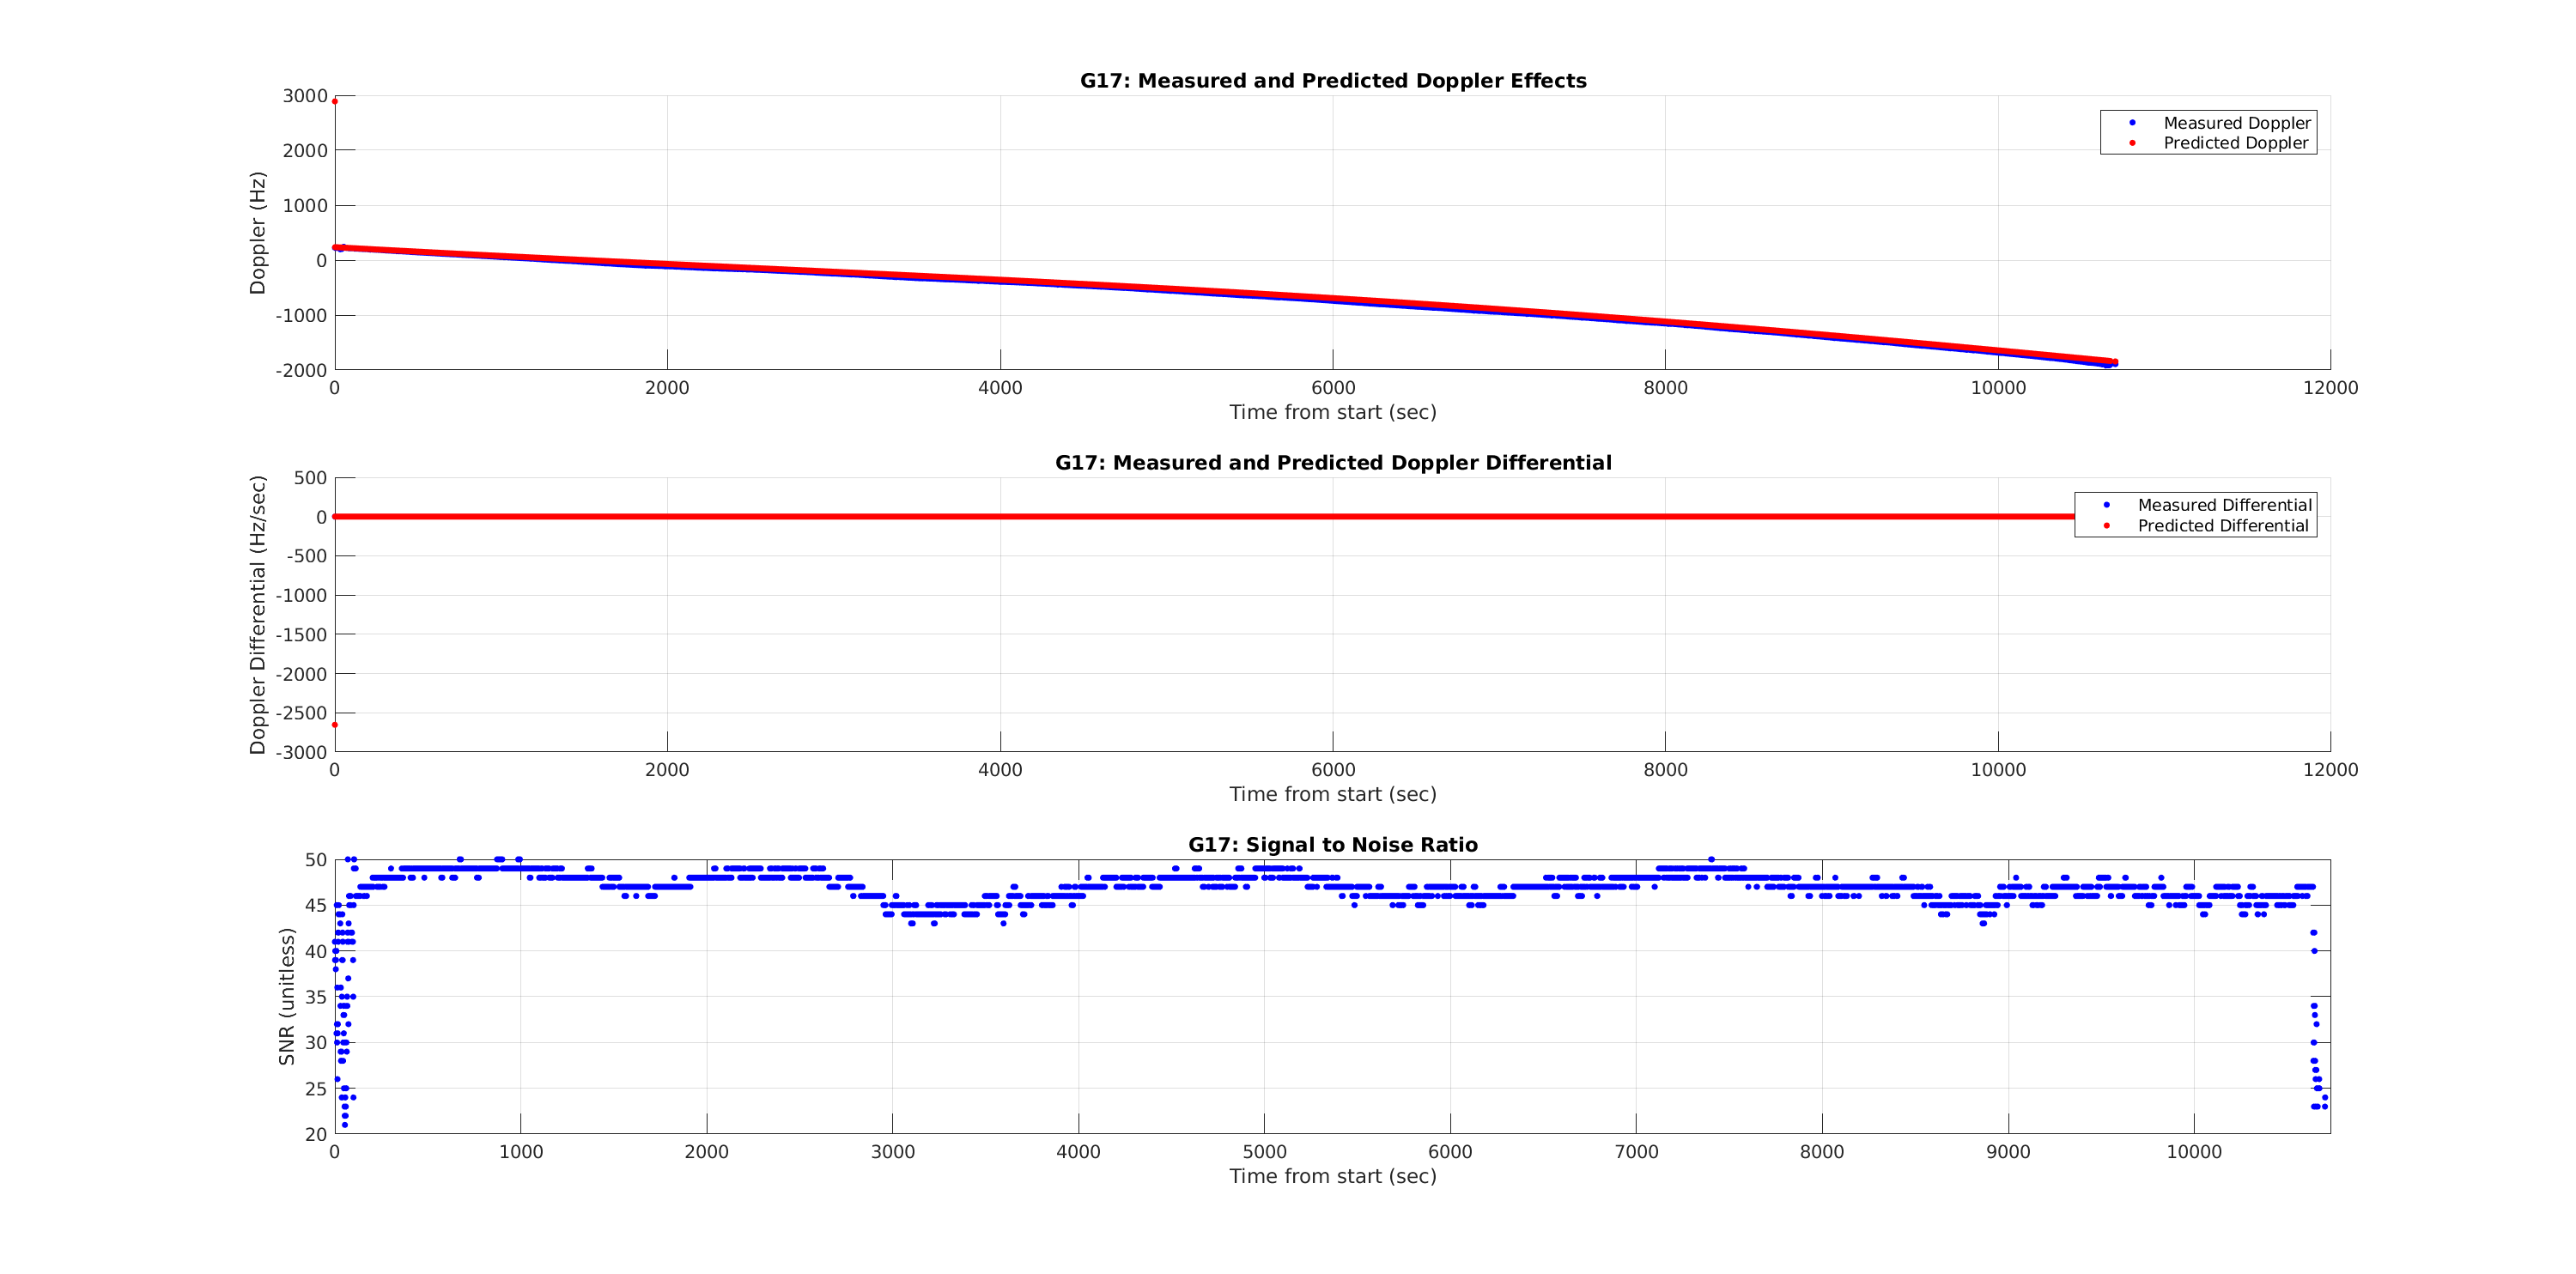 G17: Measured and Predicted Doppler Effects
3000
2000
1000
0
-1000
-2000
Doppler (Hz)
Measured Doppler
Predicted Doppler
0 2000 4000 6000 8000 10000 12000
Time from start (sec)
G17: Measured and Predicted Doppler Differential
500
0
-500
-1000
-1500
-2000
-2500
-3000
Doppler Differential (Hz/sec)
Measured Differential
Predicted Differential
0 2000 4000 6000 8000 10000 12000
Time from start (sec)
G17: Signal to Noise Ratio
50
45
40
35
30
25
20
SNR (unitless)
0 1000 2000 3000 4000 5000 6000 7000 8000 9000 10000
Time from start (sec)